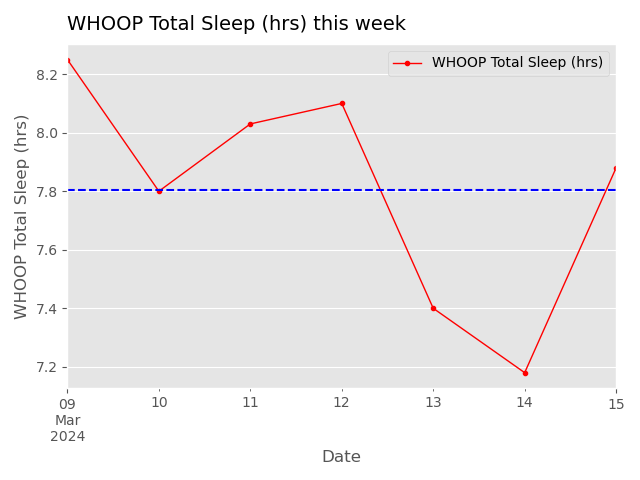 WHOOP Total Sleep (hrs) this week
WHOOP Total Sleep (hrs)
WHOOP Total Sleep (hrs)
8.2
8.0
7.8
7.6
7.4
7.2
09 10 11 12 13 14 15
Mar
2024
Date